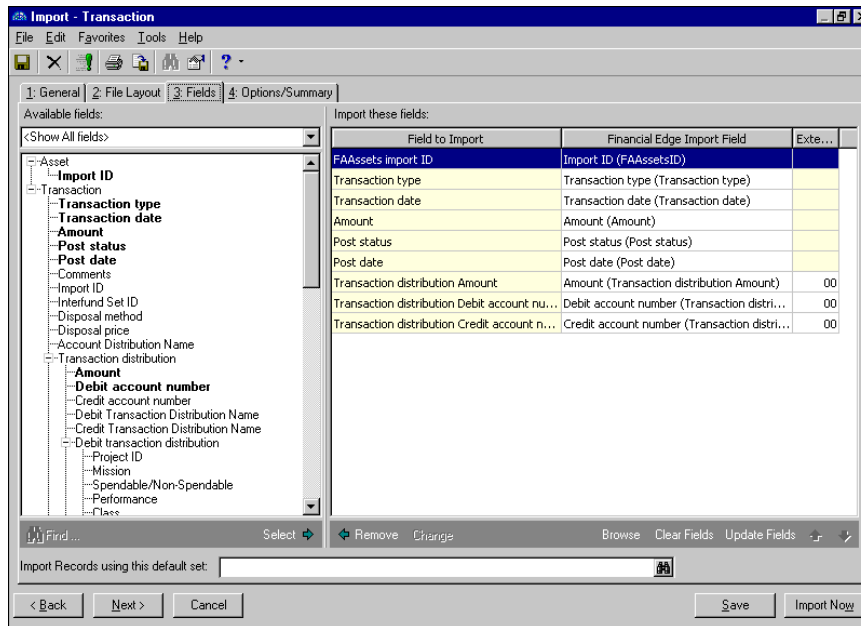 Import - Transaction
File Edit Favorites Tools Help
1: General 2: File Layout 3: Fields 4: Options/Summary
Available fields:
<Show All fields>
Asset
Import ID
Transaction
Transaction type
Transaction date
Amount
Post status
Post date
Comments
Import ID
Interfund Set ID
Disposal method
Disposal price
Account Distribution Name
Transaction distribution
Amount
Debit account number
Credit account number
Debit Transaction Distribution Name
Credit Transaction Distribution Name
Debit transaction distribution
Project ID
Mission
Spendable/Non-Spendable
Performance
Class
Find ... Select
Import these fields:
Field to Import Financial Edge Import Field Exte...
FAAssets import ID Import ID (FAAssetsID)
Transaction type Transaction type (Transaction type)
Transaction date Transaction date (Transaction date)
Amount Amount (Amount)
Post status Post status (Post status)
Post date Post date (Post date)
Transaction distribution Amount Amount (Transaction distribution Amount) 00
Transaction distribution Debit account nu... Debit account number (Transaction distri... 00
Transaction distribution Credit account n... Credit account number (Transaction distri... 00
Remove Change Browse Clear Fields Update Fields
Import Records using this default set:
< Back Next > Cancel Save Import Now